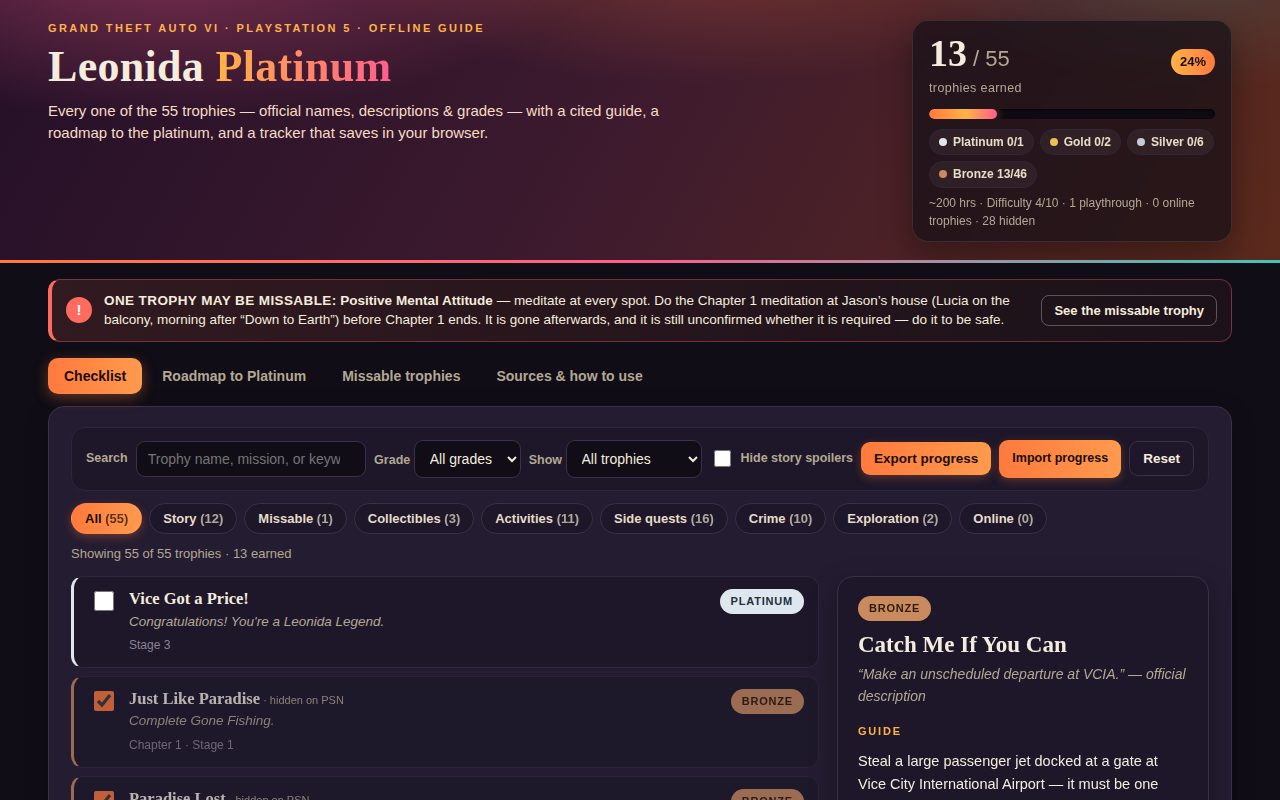 GRAND THEFT AUTO VI · PLAYSTATION 5 · OFFLINE GUIDE
Leonida Platinum
Every one of the 55 trophies — official names, descriptions & grades — with a cited guide, a
roadmap to the platinum, and a tracker that saves in your browser.
13 / 55
24%
trophies earned
Platinum 0/1
Gold 0/2
Silver 0/6
Bronze 13/46
~200 hrs · Difficulty 4/10 · 1 playthrough · 0 online
trophies · 28 hidden
! ONE TROPHY MAY BE MISSABLE: Positive Mental Attitude — meditate at every spot. Do the Chapter 1 meditation at Jason's house (Lucia on the
balcony, morning after “Down to Earth”) before Chapter 1 ends. It is gone afterwards, and it is still unconfirmed whether it is required — do it to be safe.
See the missable trophy
Checklist
Roadmap to Platinum
Missable trophies
Sources & how to use
Search
Trophy name, mission, or keyw
Grade
All grades
Show
All trophies
Hide story spoilers
Export progress
Import progress
Reset
All (55)
Story (12)
Missable (1)
Collectibles (3)
Activities (11)
Side quests (16)
Crime (10)
Exploration (2)
Online (0)
Showing 55 of 55 trophies · 13 earned
Vice Got a Price!
PLATINUM
Congratulations! You're a Leonida Legend.
Stage 3
Just Like Paradise · hidden on PSN
BRONZE
Complete Gone Fishing.
Chapter 1 · Stage 1
Paradise Lost · hidden on PSN
BRONZE
BRONZE
Catch Me If You Can
“Make an unscheduled departure at VCIA.” — official
description
GUIDE
Steal a large passenger jet docked at a gate at
Vice City International Airport — it must be one